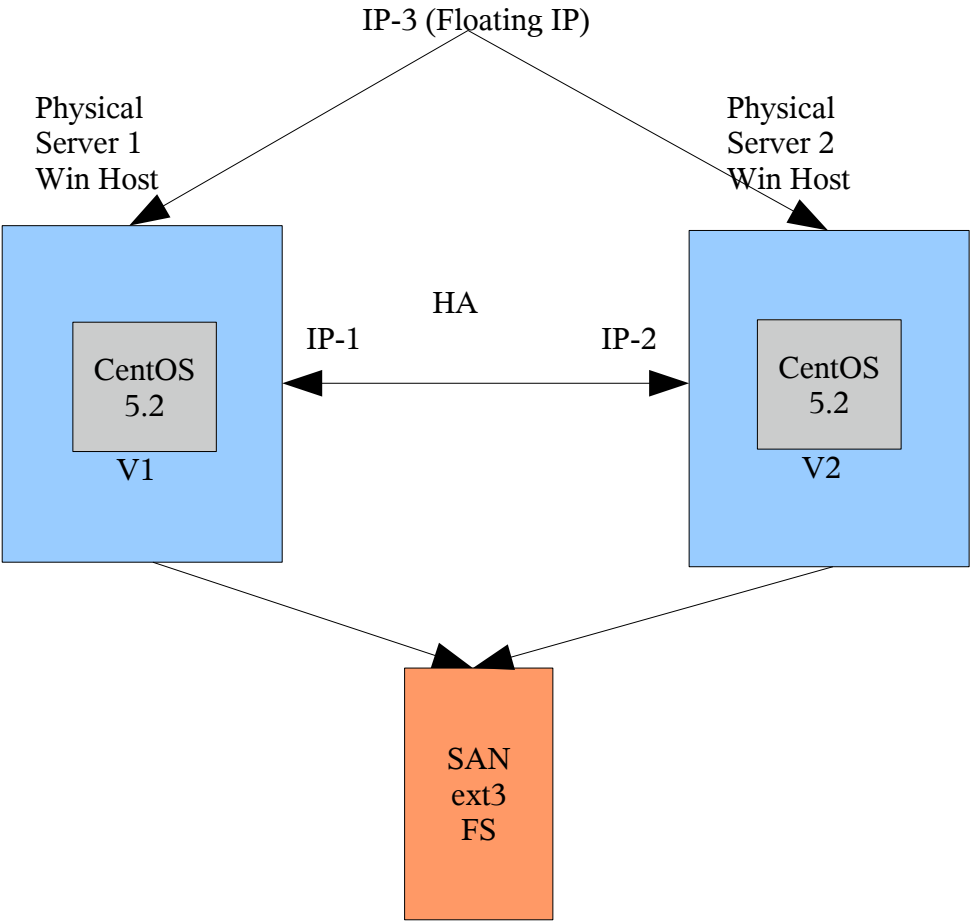 IP-3 (Floating IP)
Physical
Server 1
Win Host
Physical
Server 2
Win Host
HA
IP-1
IP-2
CentOS
5.2
V1
CentOS
5.2
V2
SAN
ext3
FS